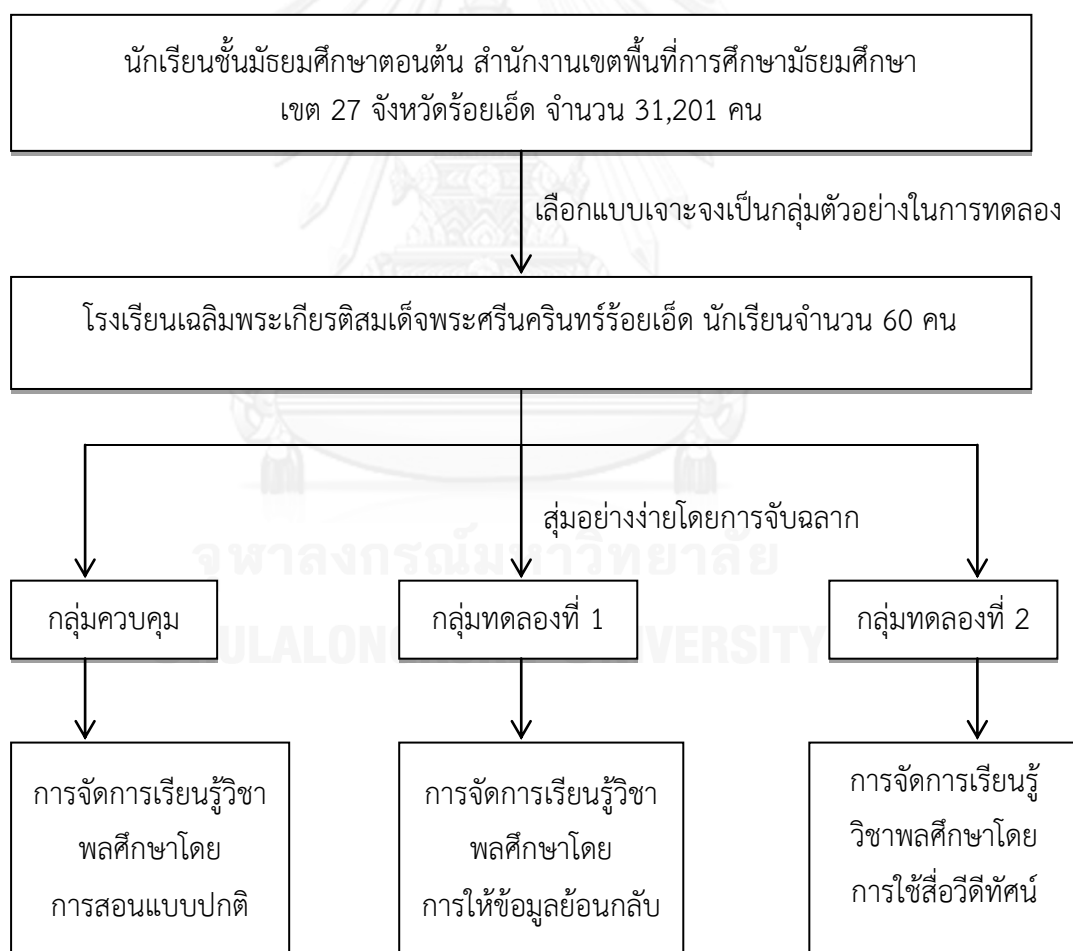 นักเรียนชั้นมัธยมศึกษาตอนต้น สำนักงานเขตพื้นที่การศึกษามัธยมศึกษา
เขต 27 จังหวัดร้อยเอ็ด จำนวน 31,201 คน
เลือกแบบเจาะจงเป็นกลุ่มตัวอย่างในการทดลอง
โรงเรียนเฉลิมพระเกียรติสมเด็จพระศรีนครินทร์ร้อยเอ็ด นักเรียนจำนวน 60 คน
สุ่มอย่างง่ายโดยการจับฉลาก
จุฬาลงกรณ์มหาวิทยาลัย
กลุ่มควบคุม
กลุ่มทดลองที่ 1
กลุ่มทดลองที่ 2
การจัดการเรียนรู้วิชา
พลศึกษาโดย
การสอนแบบปกติ
การจัดการเรียนรู้วิชา
พลศึกษาโดย
การให้ข้อมูลย้อนกลับ
การจัดการเรียนรู้
วิชาพลศึกษาโดย
การใช้สื่อวีดีทัศน์